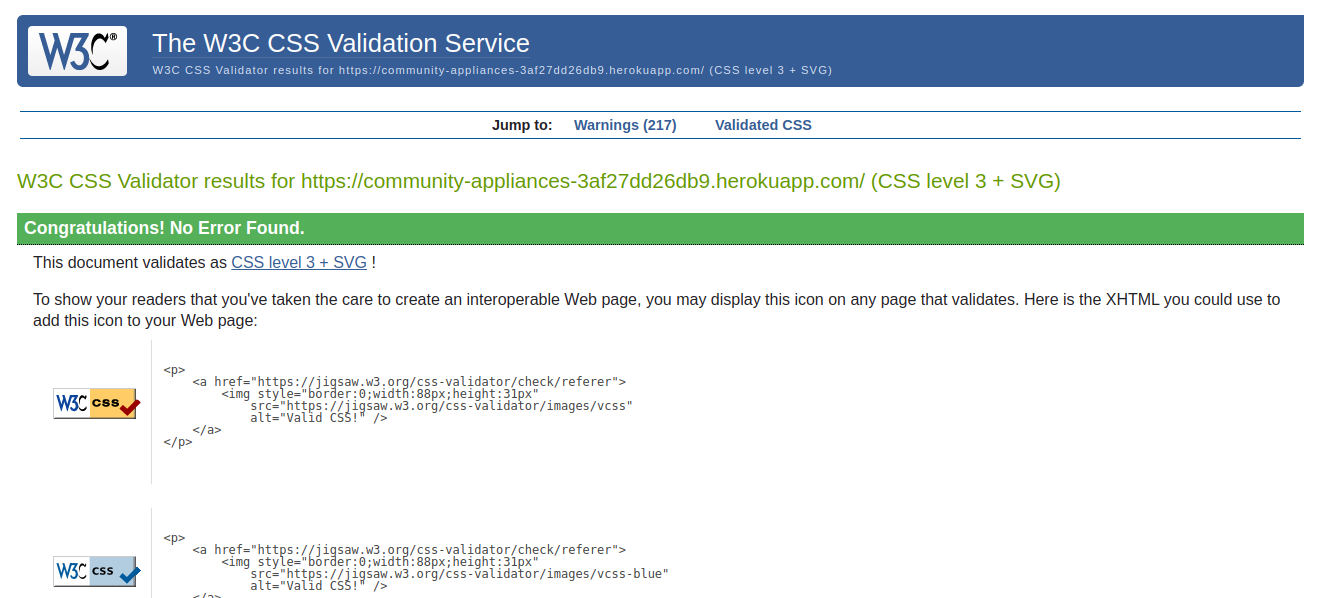 W3C®
The W3C CSS Validation Service
W3C CSS Validator results for https://community-appliances-3af27dd26db9.herokuapp.com/ (CSS level 3 + SVG)
Jump to: Warnings (217) Validated CSS
W3C CSS Validator results for https://community-appliances-3af27dd26db9.herokuapp.com/ (CSS level 3 + SVG)
Congratulations! No Error Found.
This document validates as CSS level 3 + SVG !
To show your readers that you've taken the care to create an interoperable Web page, you may display this icon on any page that validates. Here is the XHTML you could use to
add this icon to your Web page:
W3C css
<p>
<a href="https://jigsaw.w3.org/css-validator/check/referer">
<img style="border:0;width:88px;height:31px"
src="https://jigsaw.w3.org/css-validator/images/vcss"
alt="Valid CSS!" />
</a>
</p>
W3C css
<p>
<a href="https://jigsaw.w3.org/css-validator/check/referer">
<img style="border:0;width:88px;height:31px"
src="https://jigsaw.w3.org/css-validator/images/vcss-blue"
alt="Valid CSS!" />
</a>